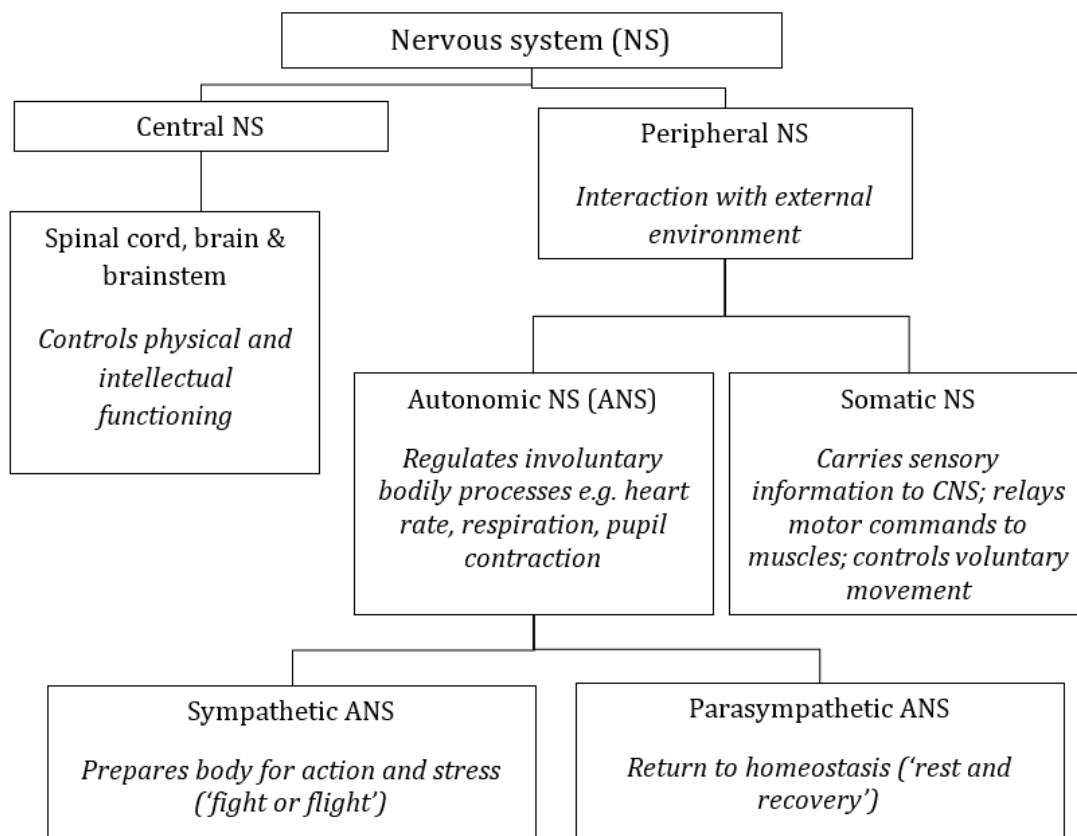 Nervous system (NS)
Central NS
Peripheral NS
Interaction with external
environment
Spinal cord, brain &
brainstem
Controls physical and
intellectual
functioning
Autonomic NS (ANS)
Regulates involuntary
bodily processes e.g. heart
rate, respiration, pupil
contraction
Somatic NS
Carries sensory
information to CNS; relays
motor commands to
muscles; controls voluntary
movement
Sympathetic ANS
Prepares body for action and stress
(‘fight or flight’)
Parasympathetic ANS
Return to homeostasis (‘rest and
recovery’)